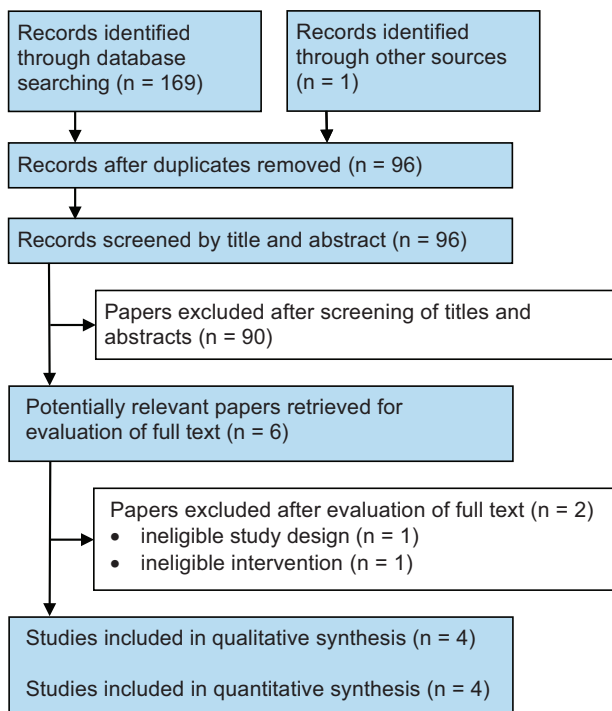 Records identified
through database
searching (n = 169)
Records identified
through other sources
(n = 1)
Records after duplicates removed (n = 96)
Records screened by title and abstract (n = 96)
Papers excluded after screening of titles and
abstracts (n = 90)
Potentially relevant papers retrieved for
evaluation of full text (n = 6)
Papers excluded after evaluation of full text (n = 2)
• ineligible study design (n = 1)
• ineligible intervention (n = 1)
Studies included in qualitative synthesis (n = 4)
Studies included in quantitative synthesis (n = 4)